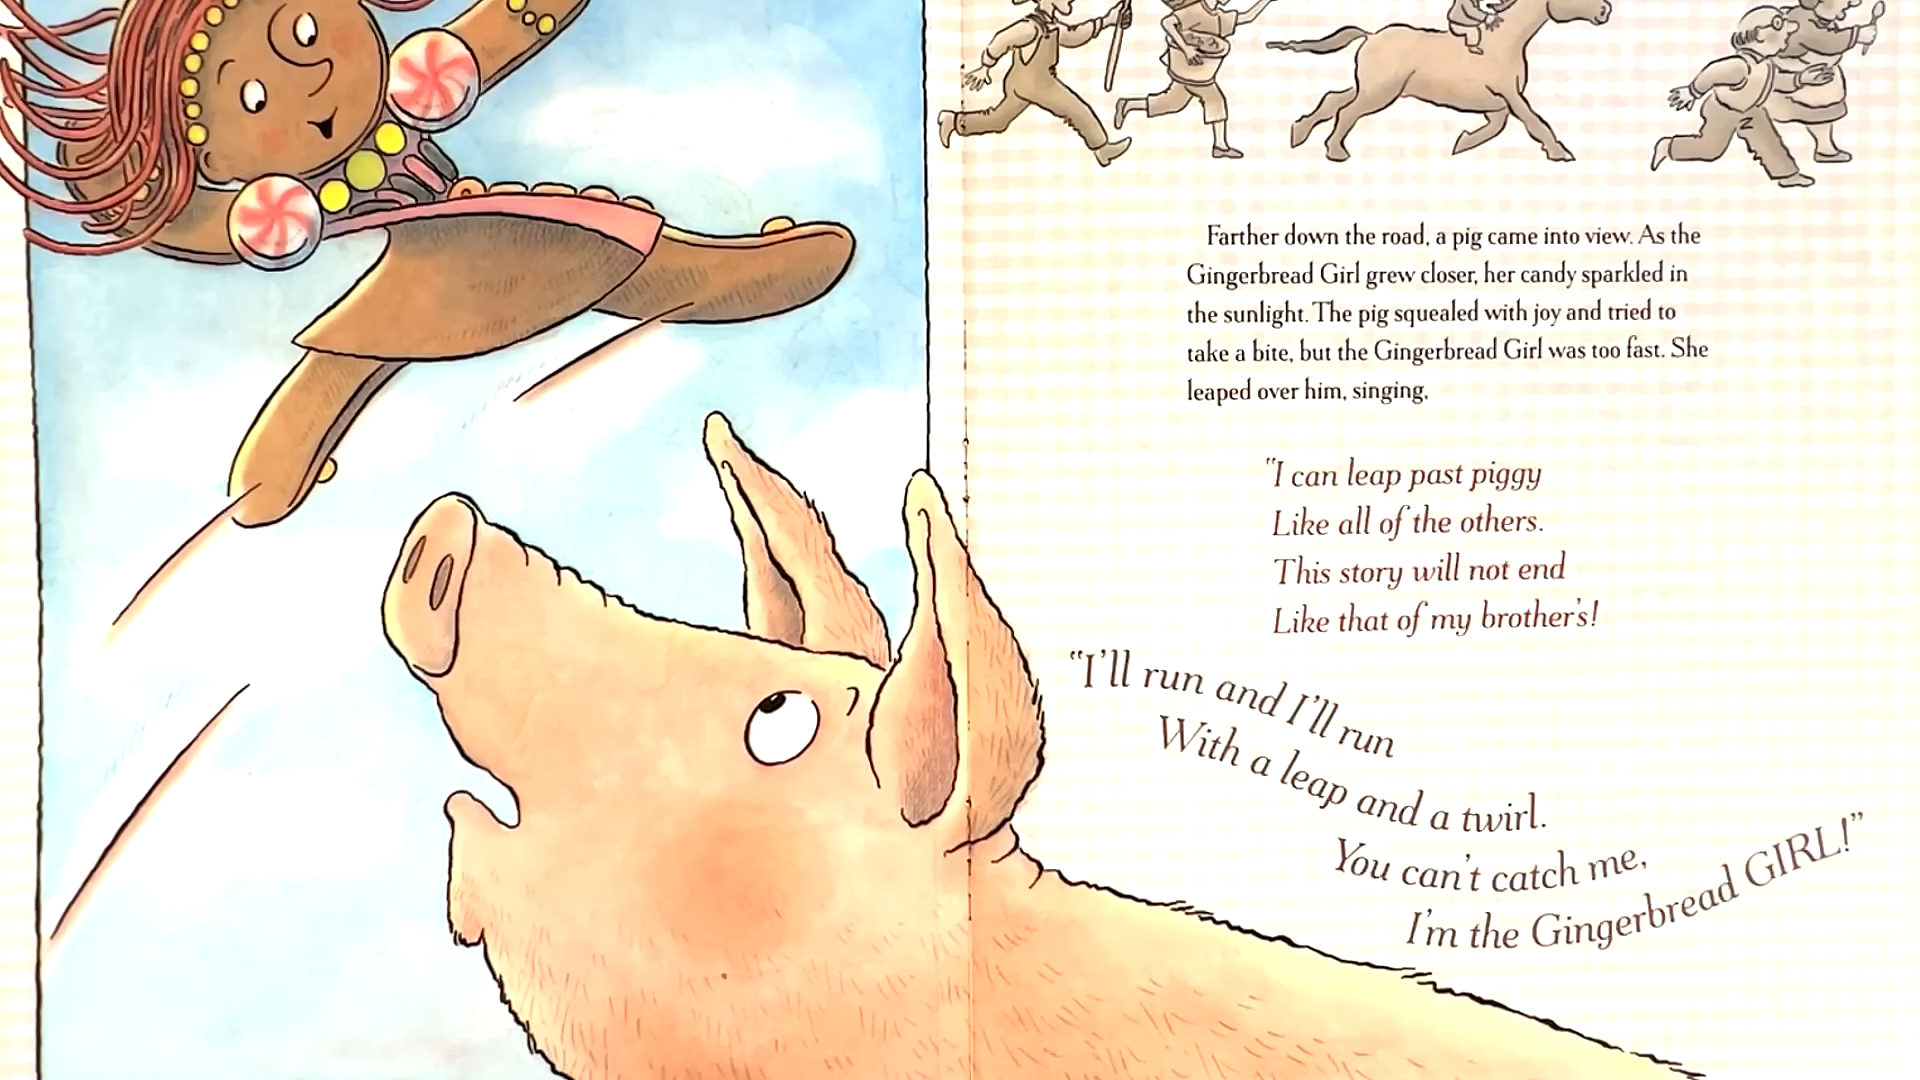 Farther down the road, a pig came into view. As the
Gingerbread Girl grew closer, her candy sparkled in
the sunlight. The pig squealed with joy and tried to
take a bite, but the Gingerbread Girl was too fast. She
leaped over him, singing,
"I can leap past piggy
Like all of the others.
This story will not end
Like that of my brother's!
"I'll run and I'll run
With a leap and a twirl.
You can't catch me,
I'm the Gingerbread GIRL!"